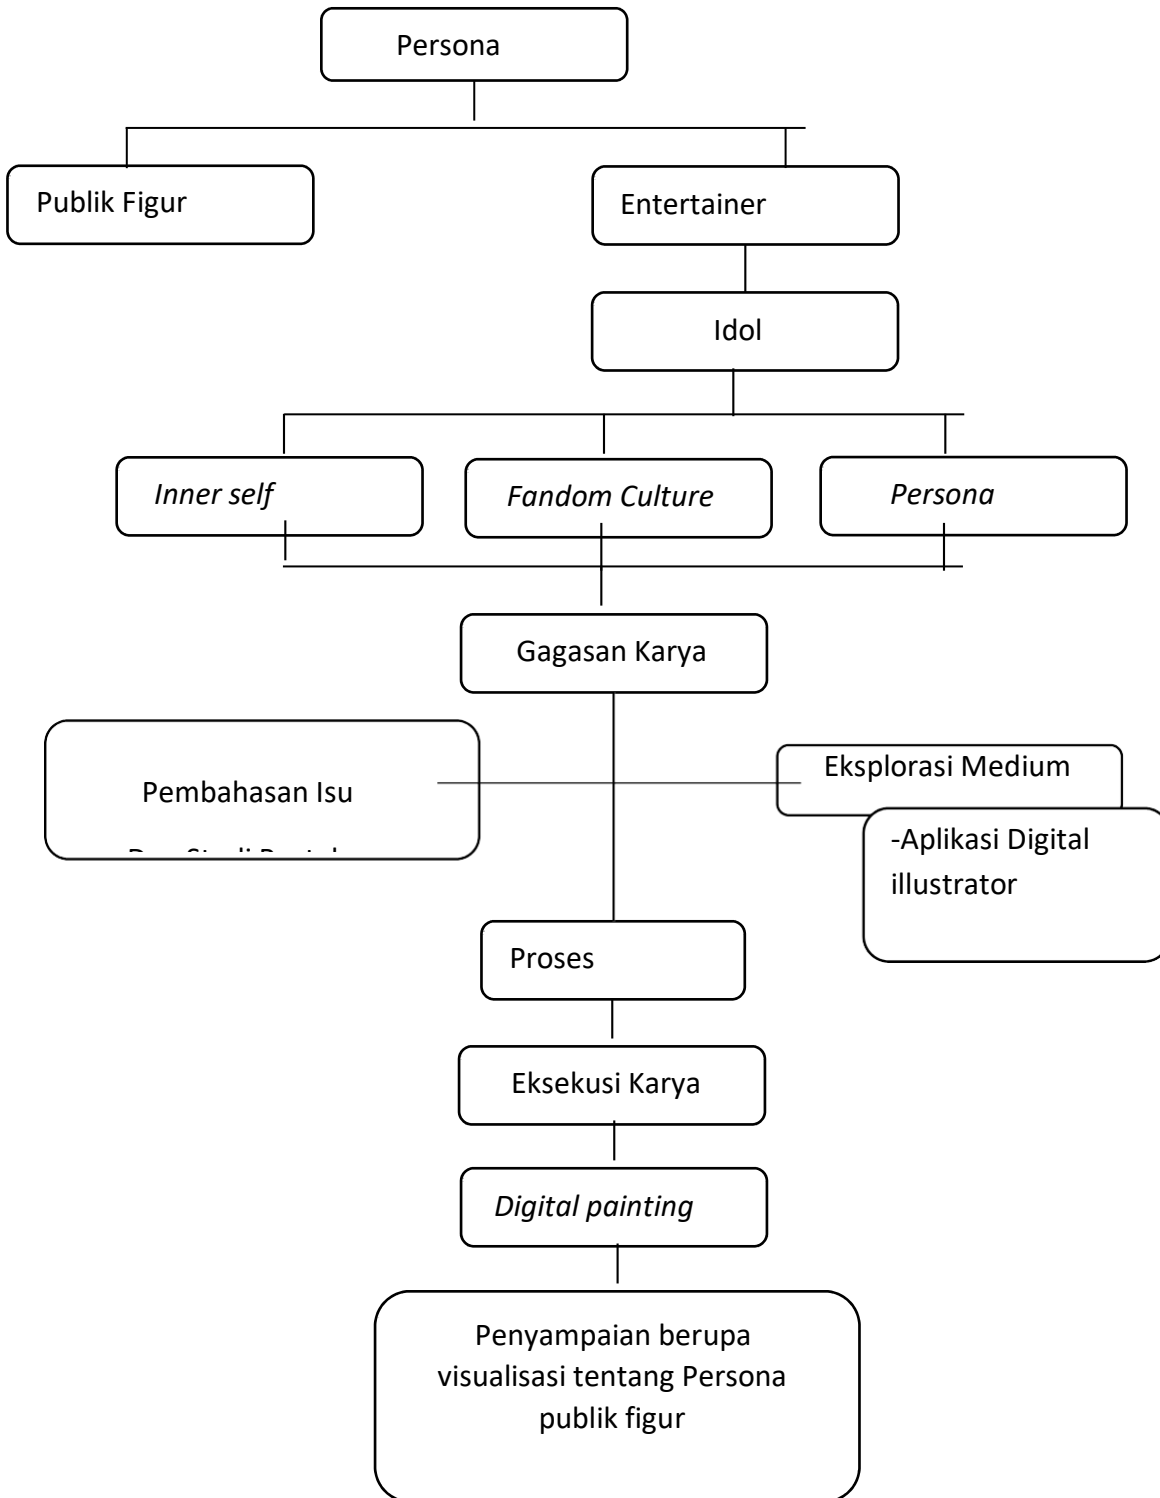 Persona
Publik Figur
Entertainer
Idol
Inner self
Fandom Culture
Persona
Gagasan Karya
Pembahasan Isu
Eksplorasi Medium
-Aplikasi Digital
illustrator
Proses
Eksekusi Karya
Digital painting
Penyampaian berupa
visualisasi tentang Persona
publik figur